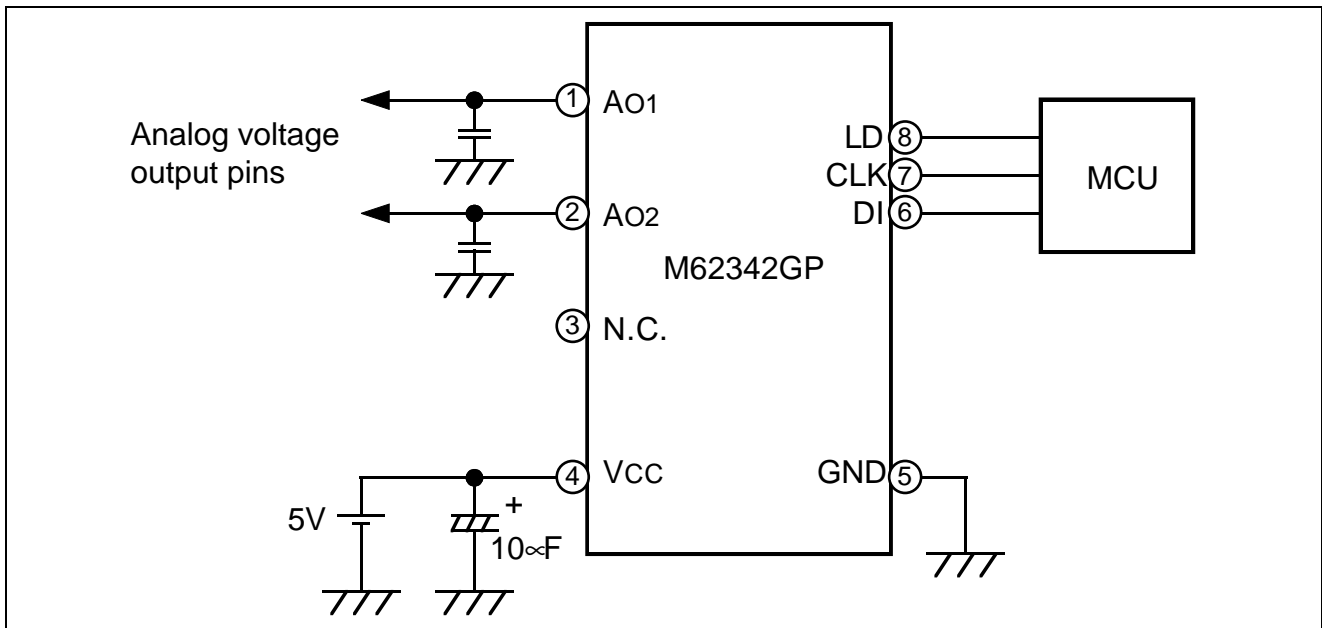 Analog voltage
output pins
1 AO1
2 AO2
3 N.C.
4 VCC
5V
+
10∝F
M62342GP
LD 8
CLK 7
DI 6
GND 5
MCU